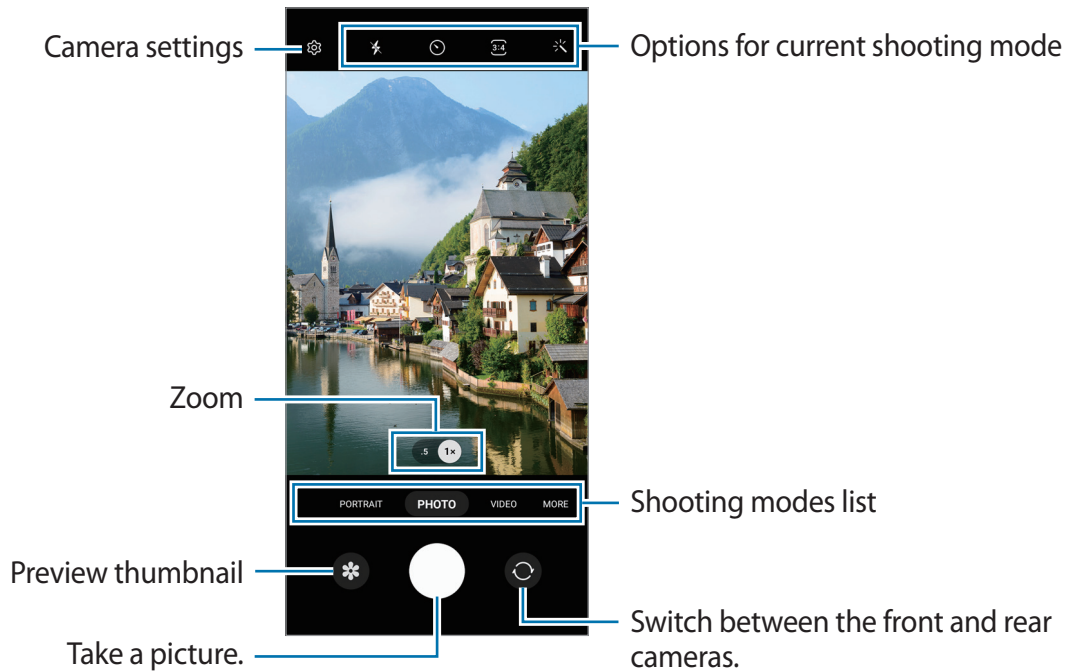 Camera settings
3:4
Options for current shooting mode
Zoom
.5 1×
PORTRAIT PHOTO VIDEO MORE
Shooting modes list
Preview thumbnail
Take a picture.
Switch between the front and rear
cameras.